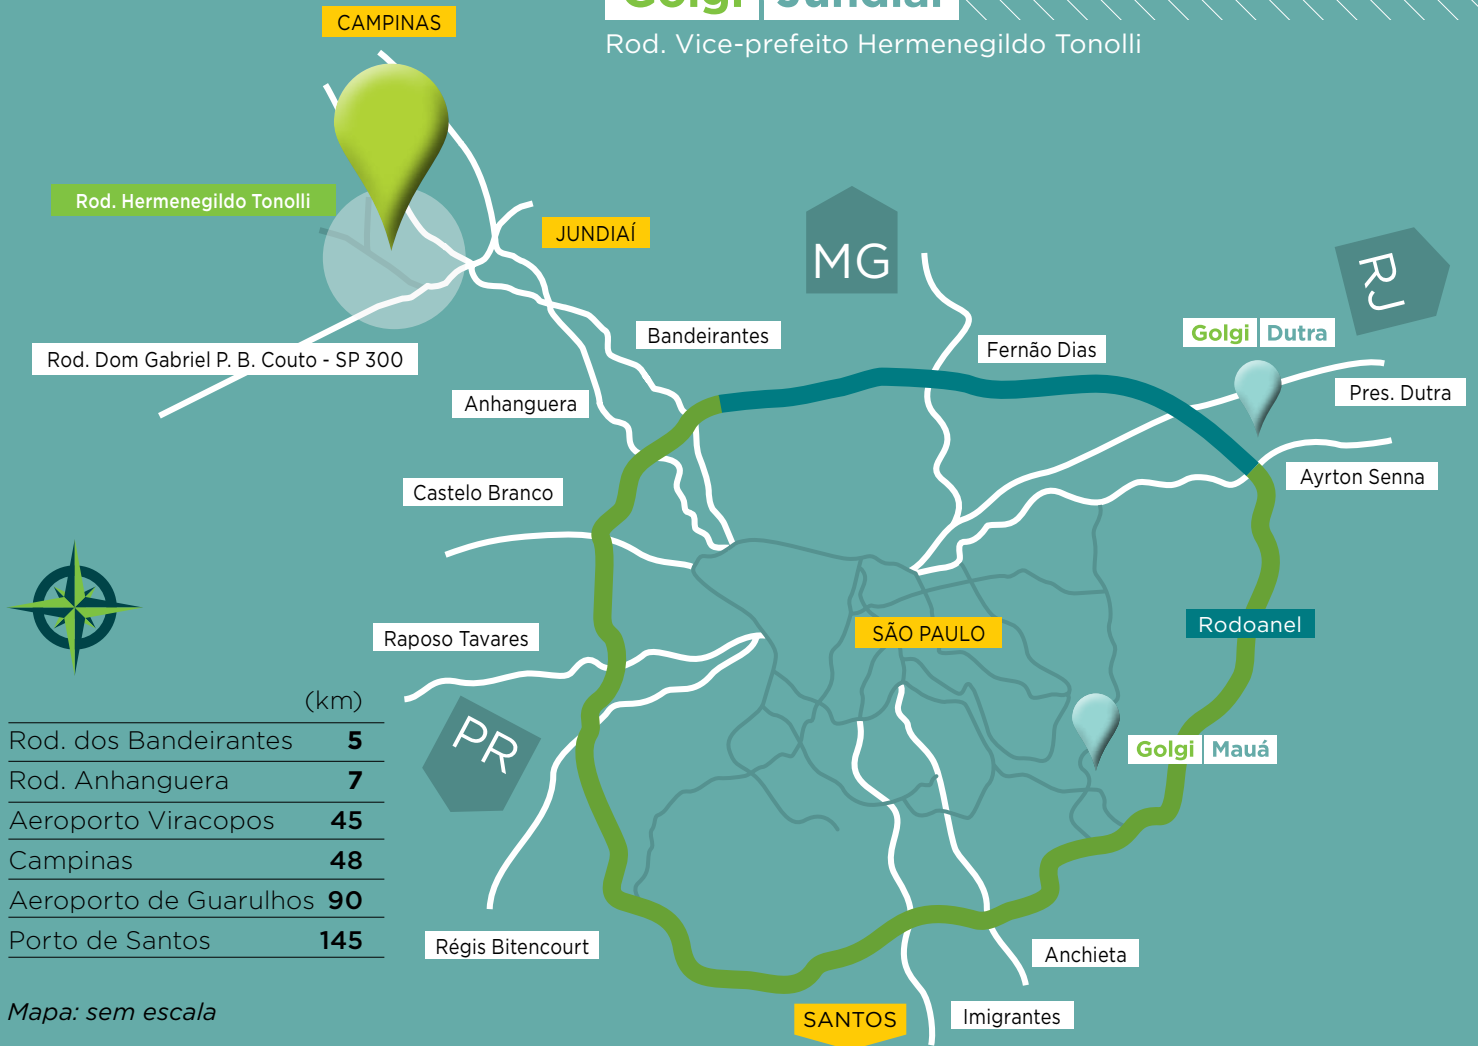 Golgi Jundiaí
Rod. Vice-prefeito Hermenegildo Tonolli
CAMPINAS
Rod. Hermenegildo Tonolli
JUNDIAÍ
MG
RJ
Bandeirantes
Fernão Dias
Golgi Dutra
Rod. Dom Gabriel P. B. Couto - SP 300
Pres. Dutra
Anhanguera
Ayrton Senna
Castelo Branco
Rodoanel
SÃO PAULO
Raposo Tavares
PR
Golgi Mauá
(km)
Rod. dos Bandeirantes 5
Rod. Anhanguera 7
Aeroporto Viracopos 45
Campinas 48
Aeroporto de Guarulhos 90
Porto de Santos 145
Régis Bitencourt
Anchieta
Imigrantes
SANTOS
Mapa: sem escala